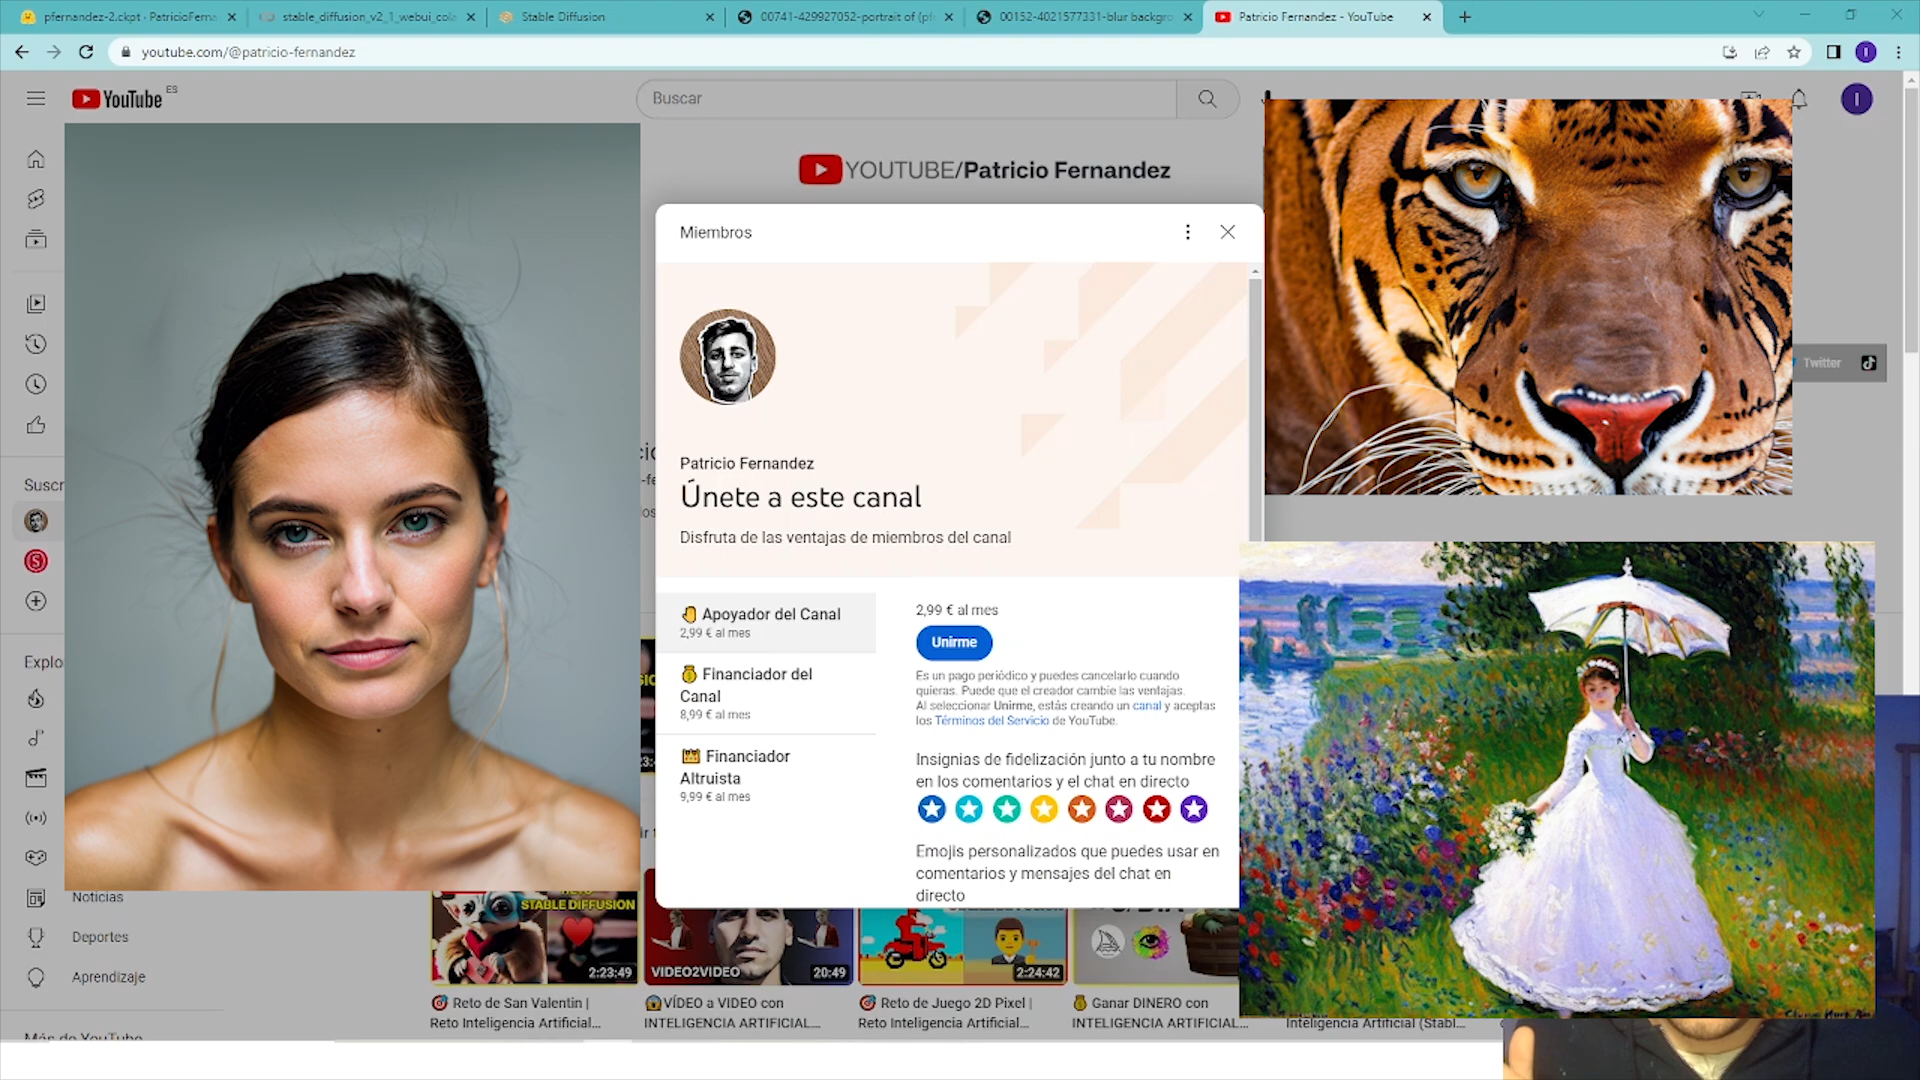 pfernandez-2.ckpt · PatricioFerna
stable_diffusion_v2_1_webui_cola
Stable Diffusion
00741-429927052-portrait of (pf
00152-4021577331-blur backgro
Patricio Fernandez - YouTube
youtube.com/@patricio-fernandez
I
YouTube ES
Buscar
I
YOUTUBE/Patricio Fernandez
Miembros
Twitter
Patricio Fernandez
Únete a este canal
Disfruta de las ventajas de miembros del canal
Suscr
S
Explo
Apoyador del Canal
2,99 € al mes
Financiador del
Canal
8,99 € al mes
Financiador
Altruista
9,99 € al mes
2,99 € al mes
Unirme
Es un pago periódico y puedes cancelarlo cuando
quieras. Puede que el creador cambie las ventajas.
Al seleccionar Unirme, estás creando un canal y aceptas
los Términos del Servicio de YouTube.
Insignias de fidelización junto a tu nombre
en los comentarios y el chat en directo
Emojis personalizados que puedes usar en
comentarios y mensajes del chat en
directo
Noticias
Deportes
Aprendizaje
Más de YouTube
STABLE DIFFUSION
2:23:49
VIDEO2VIDEO
20:49
2:24:42
Reto de San Valentín |
Reto Inteligencia Artificial...
VÍDEO a VIDEO con
INTELIGENCIA ARTIFICIAL...
Reto de Juego 2D Pixel |
Reto Inteligencia Artificial...
Ganar DINERO con
INTELIGENCIA ARTIFICIAL...
Inteligencia Artificial (Stabl...